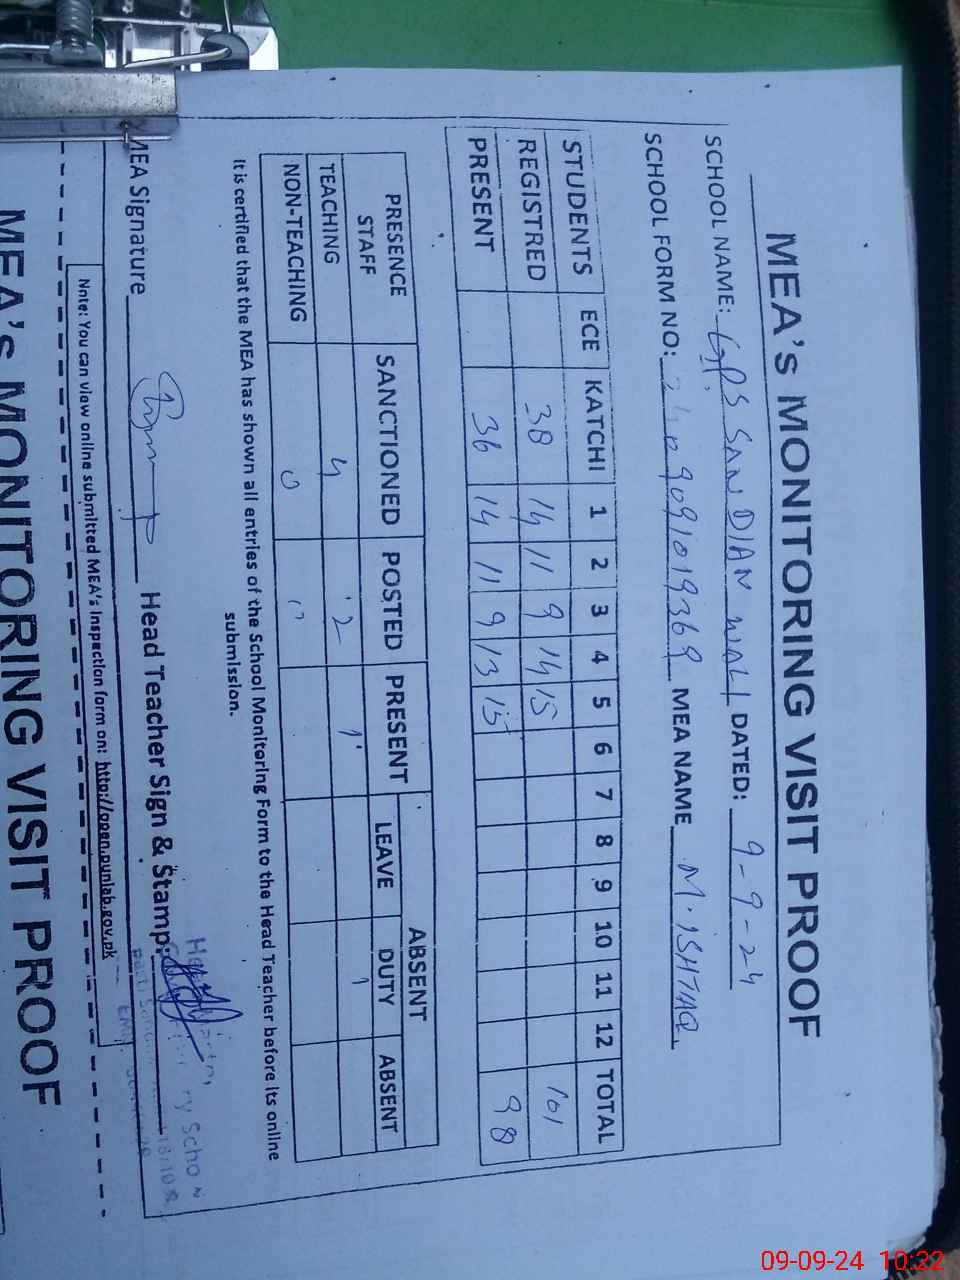 MEA's MONITORING VISIT PROOF
SCHOOL NAME: GPS SANDIAN WALI DATED: 9-9-24
SCHOOL FORM NO: 2409091019369 MEA NAME M. ISHTIAQ.
STUDENTS ECE KATCHI 1 2 3 4 5 6 7 8 9 10 11 12 TOTAL
REGISTRED 38 14 11 9 14 15 101
PRESENT 36 14 11 9 13 15 98
PRESENCE STAFF SANCTIONED POSTED PRESENT ABSENT
LEAVE DUTY ABSENT
TEACHING 4 2 1 1
NON-TEACHING 0 0
It is certified that the MEA has shown all entries of the School Monitoring Form to the Head Teacher before its online
submission.
MEA Signature Head Teacher Sign & Stamp:
Note: You can view online submitted MEA's inspection form on: http://open.punjab.gov.pk
MEA's MONITORING VISIT PROOF
09-09-24 10:22